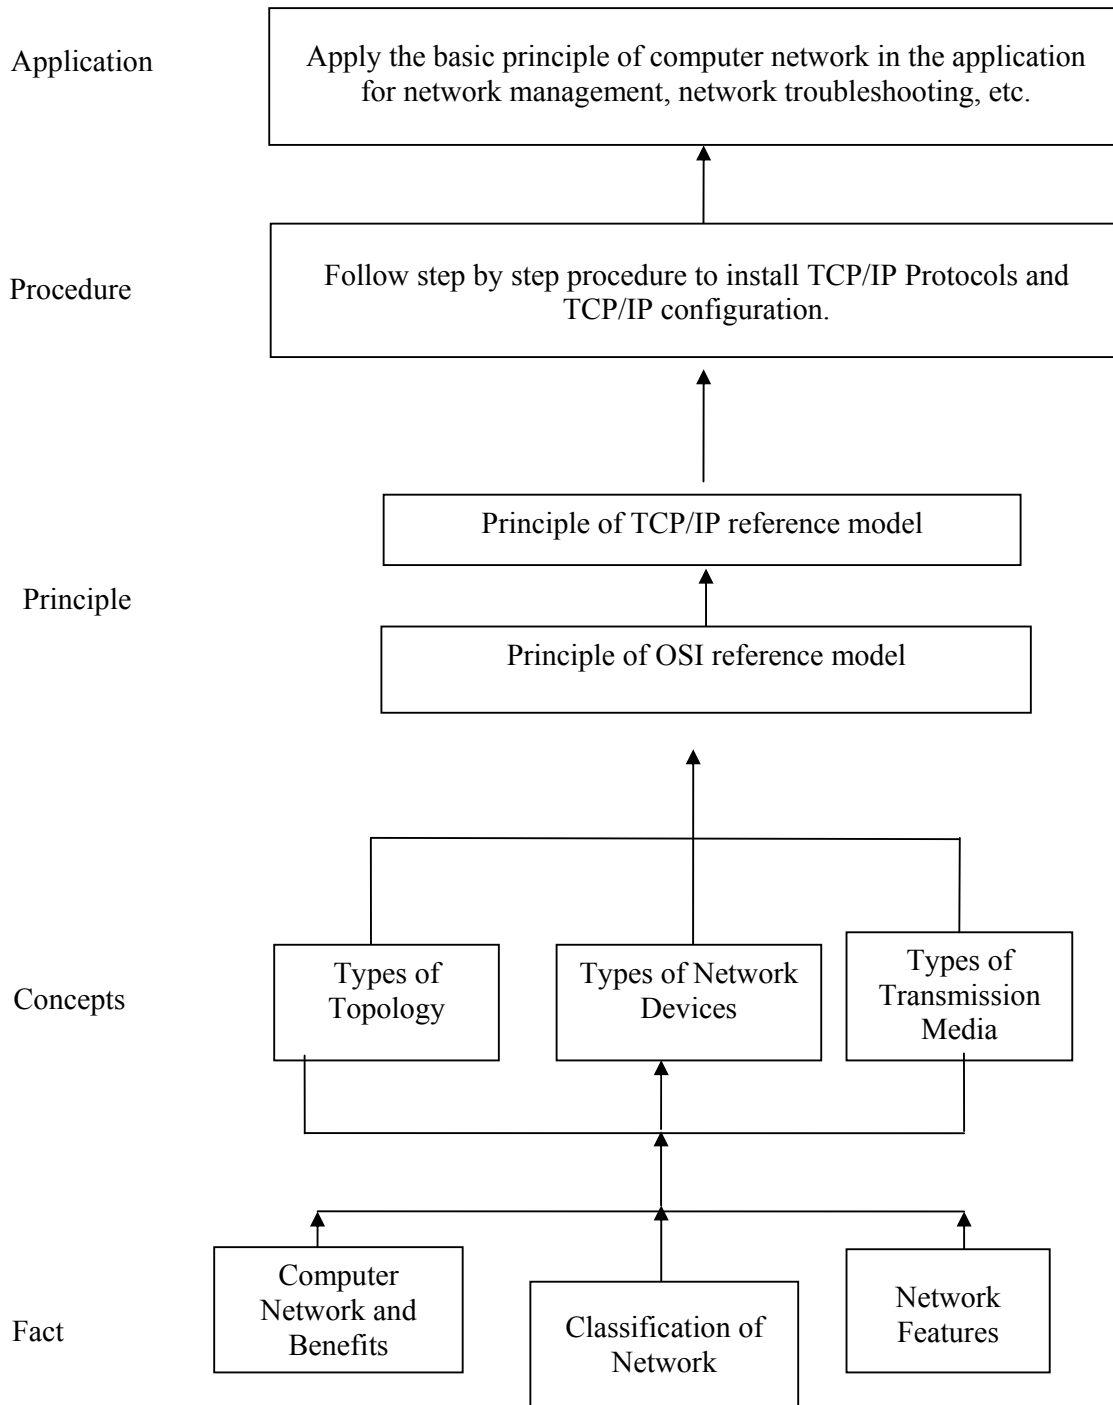 Application
Apply the basic principle of computer network in the application
for network management, network troubleshooting, etc.
Procedure
Follow step by step procedure to install TCP/IP Protocols and
TCP/IP configuration.
Principle
Principle of TCP/IP reference model
Principle of OSI reference model
Concepts
Types of
Topology
Types of Network
Devices
Types of
Transmission
Media
Fact
Computer
Network and
Benefits
Classification of
Network
Network
Features